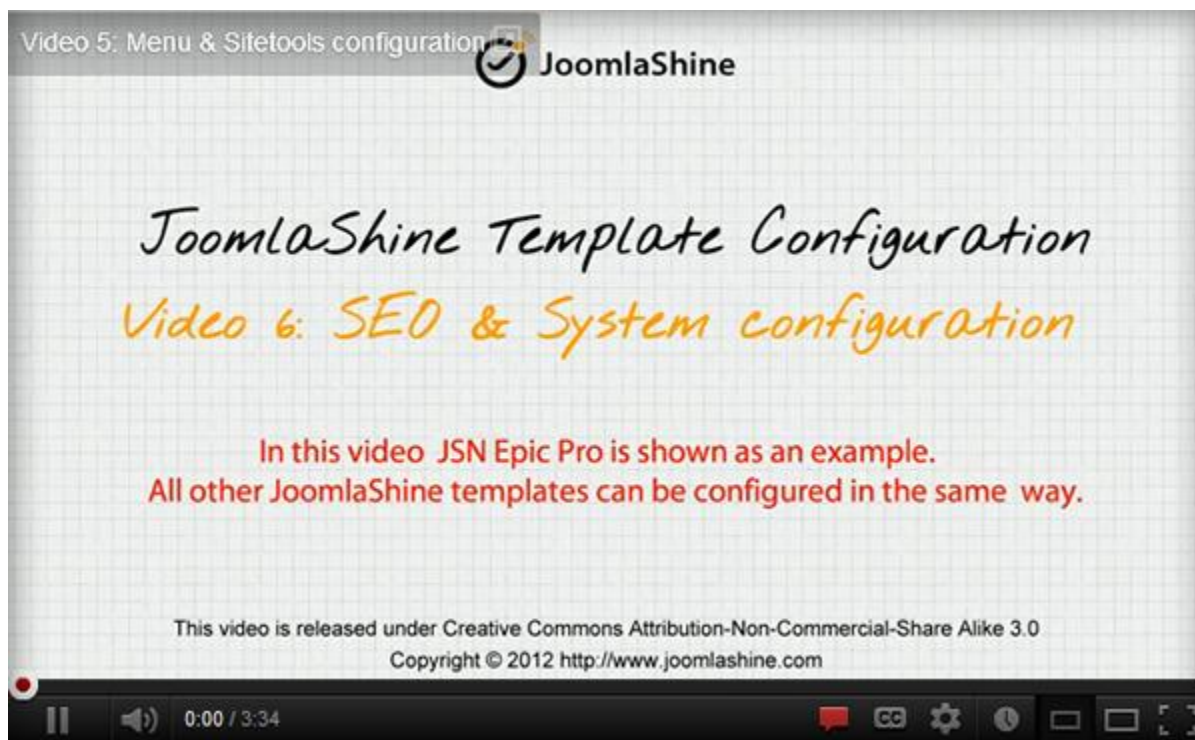 Video 5: Menu & Sitetools configuration
JoomlaShine
JoomlaShine Template Configuration
Video 6: SEO & System configuration
In this video JSN Epic Pro is shown as an example.
All other JoomlaShine templates can be configured in the same way.
This video is released under Creative Commons Attribution-Non-Commercial-Share Alike 3.0
Copyright © 2012 http://www.joomlashine.com
0:00 / 3:34
CC